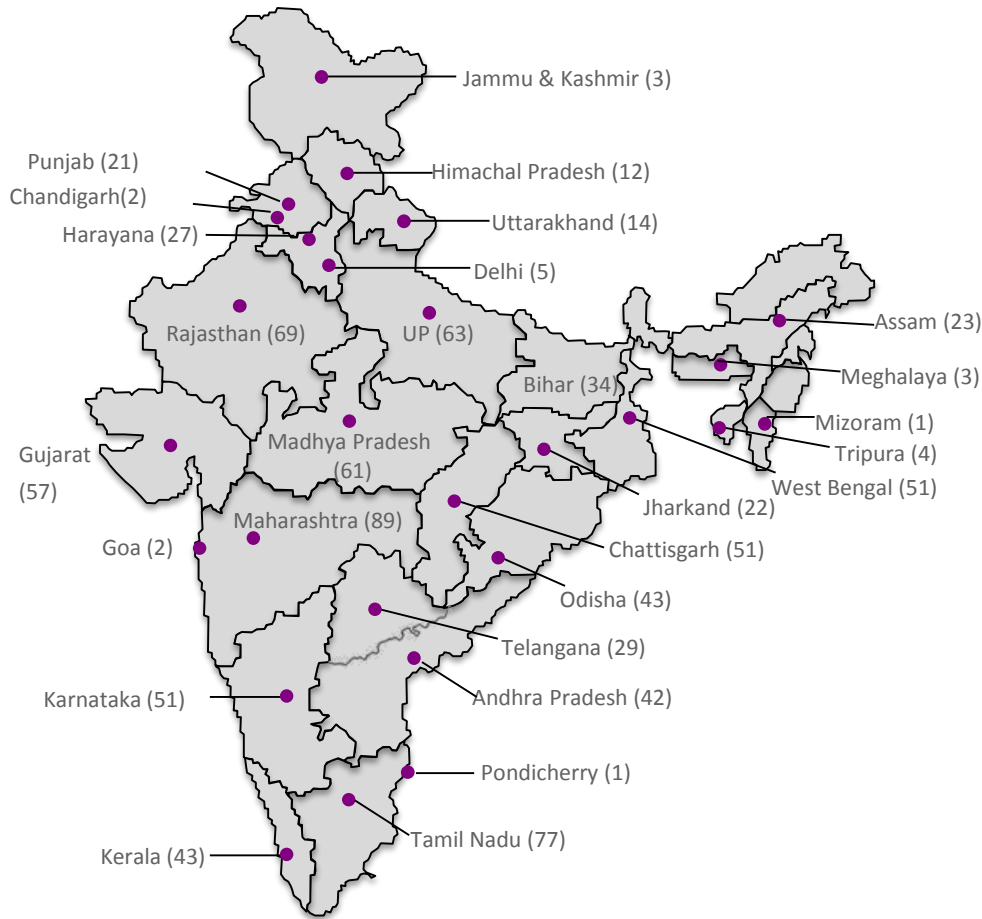 Jammu & Kashmir (3)
Punjab (21)
Himachal Pradesh (12)
Chandigarh(2)
Uttarakhand (14)
Harayana (27)
Delhi (5)
Assam (23)
Rajasthan (69)
UP (63)
Meghalaya (3)
Bihar (34)
Mizoram (1)
Madhya Pradesh
(61)
Tripura (4)
Gujarat
(57)
West Bengal (51)
Jharkand (22)
Maharashtra (89)
Goa (2)
Chattisgarh (51)
Odisha (43)
Telangana (29)
Karnataka (51)
Andhra Pradesh (42)
Pondicherry (1)
Tamil Nadu (77)
Kerala (43)